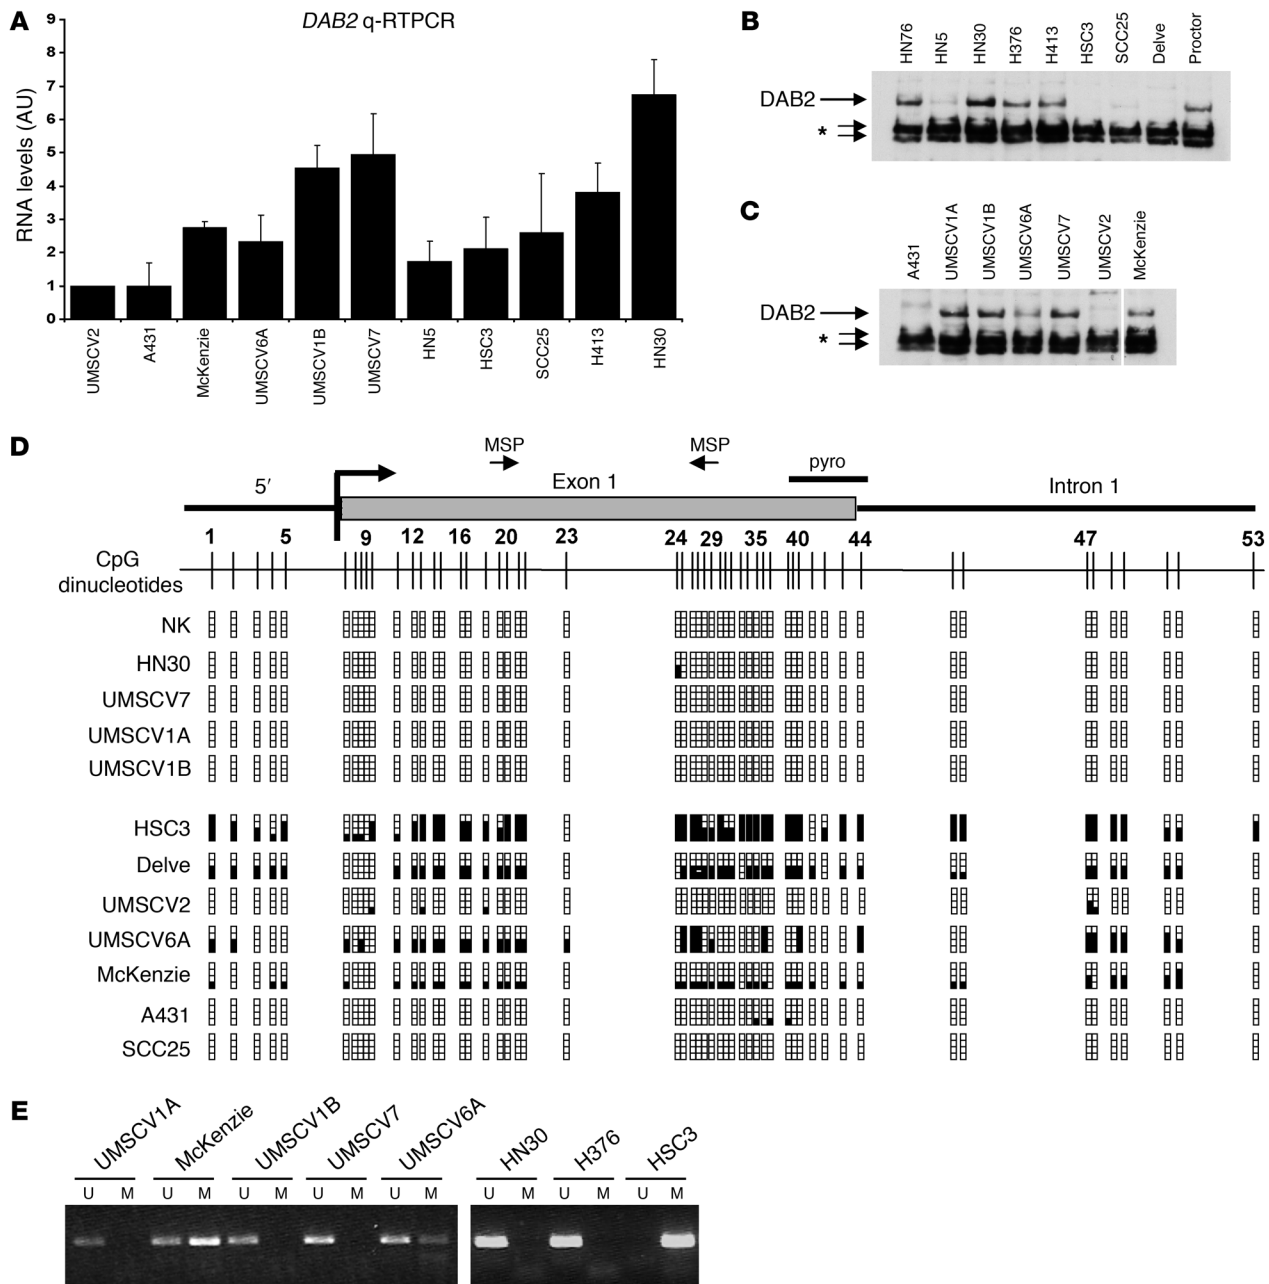 A
DAB2 q-RTPCR
RNA levels (AU)
9
8
7
6
5
4
3
2
1
0
UMSCV2
A431
McKenzie
UMSCV6A
UMSCV1B
UMSCV7
HN5
HSC3
SCC25
H413
HN30
B
HN76 HN5 HN30 H376 H413 HSC3 SCC25 Delve Proctor
DAB2
*
C
A431 UMSCV1A UMSCV1B UMSCV6A UMSCV7 UMSCV2 McKenzie
DAB2
*
D
MSP MSP
pyro
5′ Exon 1 Intron 1
1 5 9 12 16 20 23 24 29 35 40 44 47 53
CpG
dinucleotides
NK
HN30
UMSCV7
UMSCV1A
UMSCV1B
HSC3
Delve
UMSCV2
UMSCV6A
McKenzie
A431
SCC25
E
UMSCV1A McKenzie UMSCV1B UMSCV7 UMSCV6A HN30 H376 HSC3
U M U M U M U M U M U M U M U M